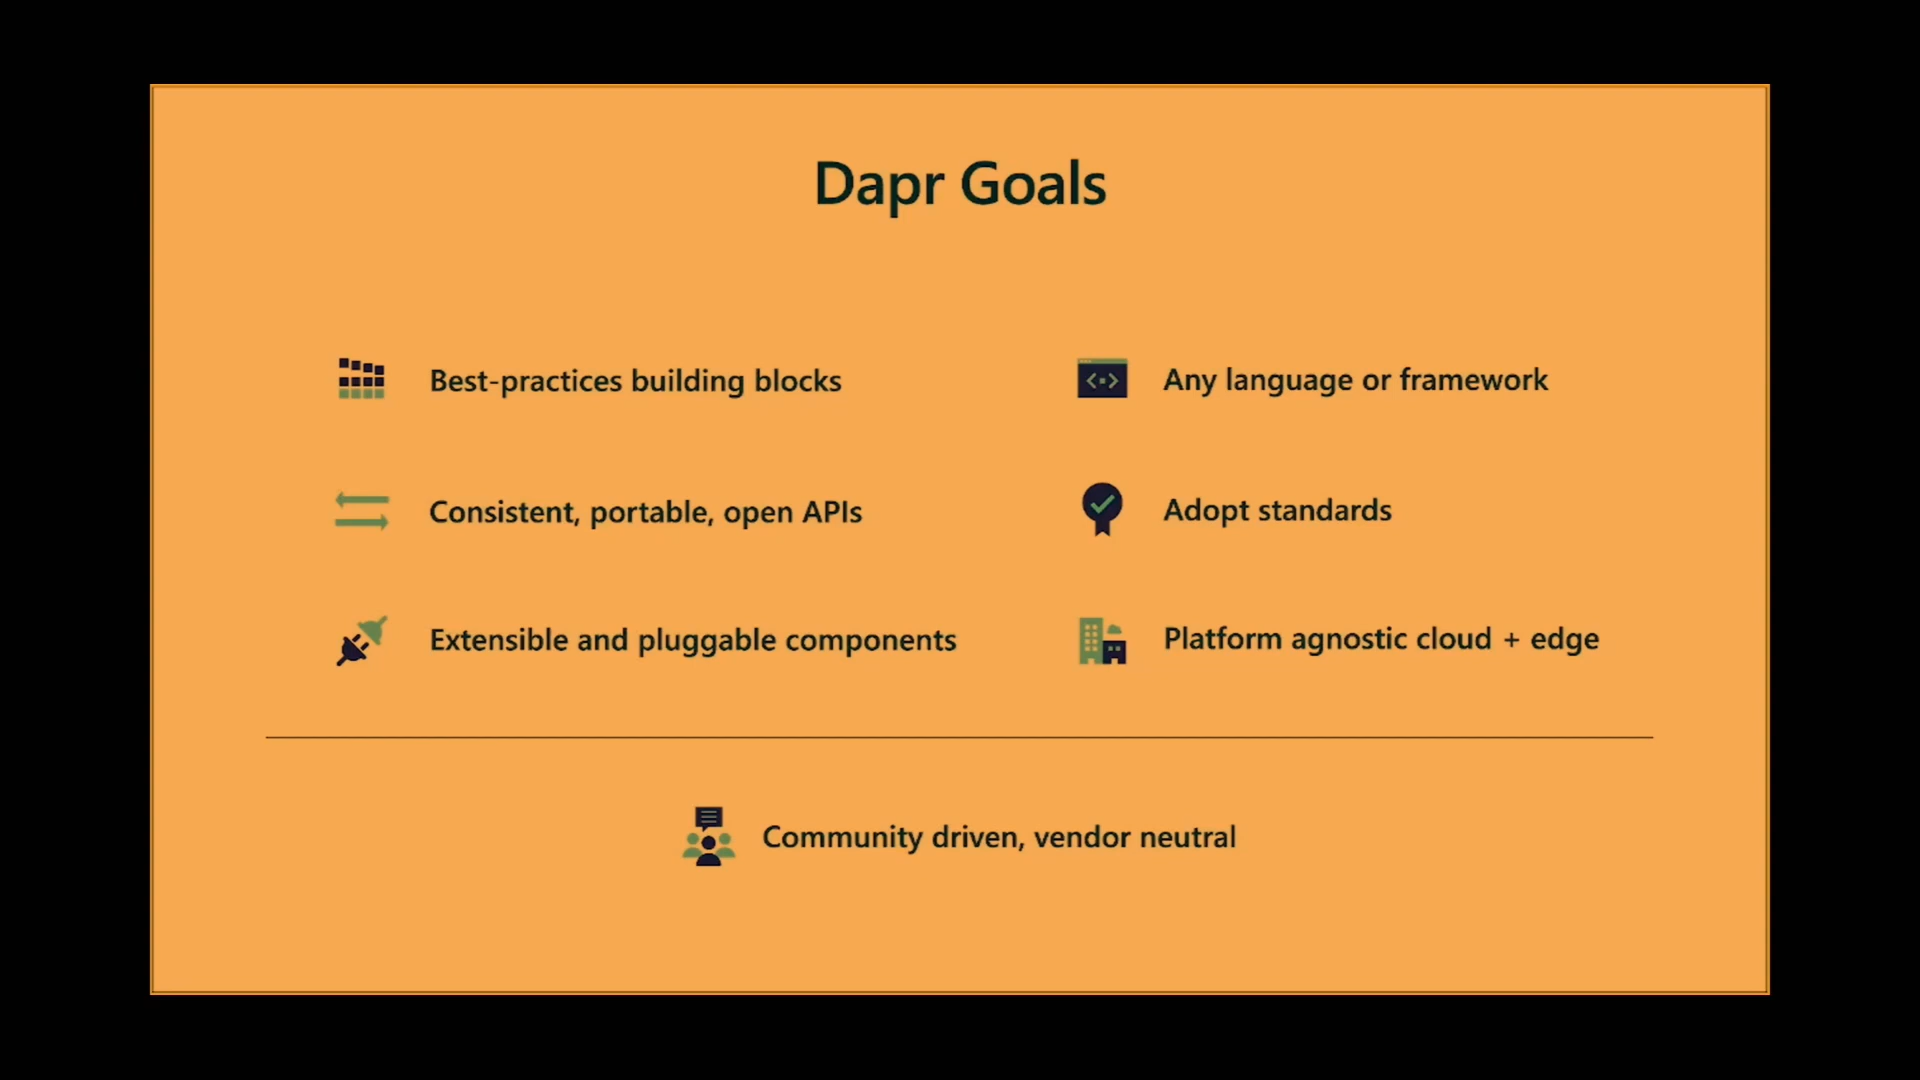 Dapr Goals
Best-practices building blocks
Any language or framework
Consistent, portable, open APIs
Adopt standards
Extensible and pluggable components
Platform agnostic cloud + edge
Community driven, vendor neutral